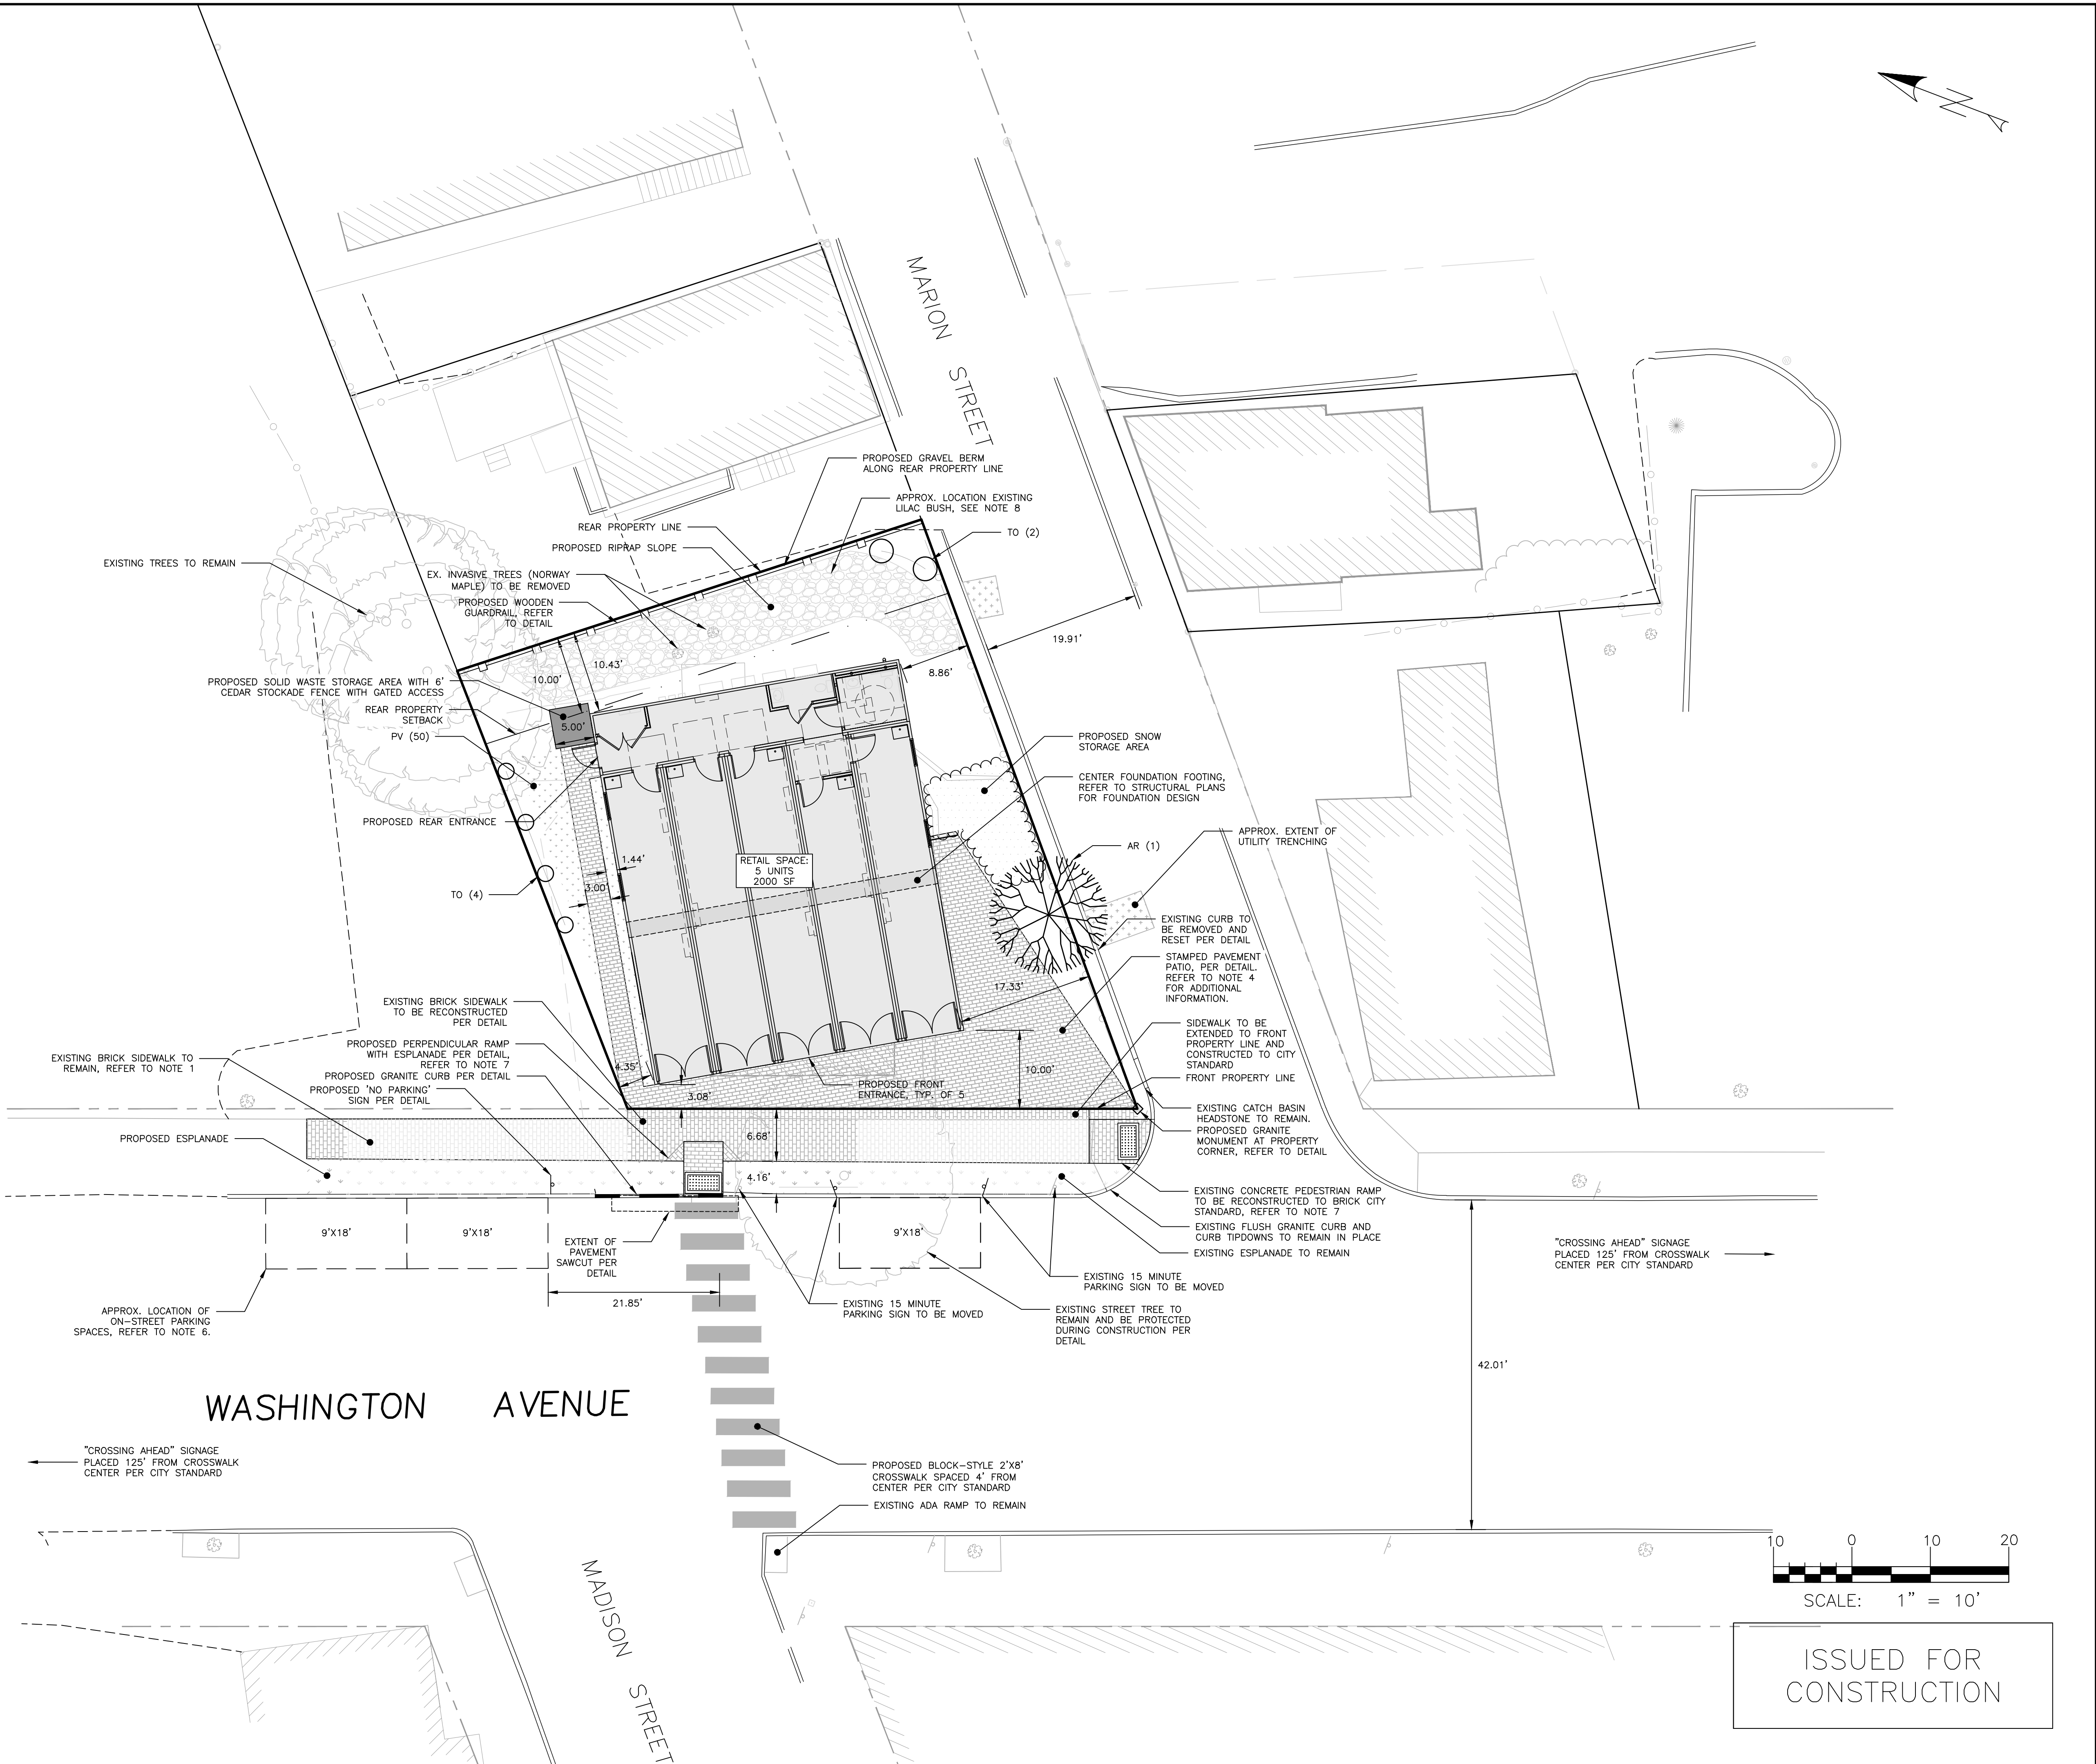 N
MARION STREET
PROPOSED GRAVEL BERM
ALONG REAR PROPERTY LINE
APPROX. LOCATION EXISTING
LILAC BUSH, SEE NOTE 8
REAR PROPERTY LINE
TO (2)
PROPOSED RIPRAP SLOPE
EXISTING TREES TO REMAIN
EX. INVASIVE TREES (NORWAY
MAPLE) TO BE REMOVED
PROPOSED WOODEN
GUARDRAIL, REFER
TO DETAIL
19.91'
10.43'
10.00'
8.86'
PROPOSED SOLID WASTE STORAGE AREA WITH 6'
CEDAR STOCKADE FENCE WITH GATED ACCESS
REAR PROPERTY
SETBACK
5.00'
PV (50)
PROPOSED SNOW
STORAGE AREA
CENTER FOUNDATION FOOTING,
REFER TO STRUCTURAL PLANS
FOR FOUNDATION DESIGN
PROPOSED REAR ENTRANCE
APPROX. EXTENT OF
UTILITY TRENCHING
AR (1)
1.44'
RETAIL SPACE:
5 UNITS
2000 SF
3.00'
TO (4)
EXISTING CURB TO
BE REMOVED AND
RESET PER DETAIL
STAMPED PAVEMENT
PATIO, PER DETAIL.
REFER TO NOTE 4
FOR ADDITIONAL
INFORMATION.
17.33'
EXISTING BRICK SIDEWALK
TO BE RECONSTRUCTED
PER DETAIL
SIDEWALK TO BE
EXTENDED TO FRONT
PROPERTY LINE AND
CONSTRUCTED TO CITY
STANDARD
PROPOSED PERPENDICULAR RAMP
WITH ESPLANADE PER DETAIL,
REFER TO NOTE 7
EXISTING BRICK SIDEWALK TO
REMAIN, REFER TO NOTE 1
4.35'
10.00'
PROPOSED GRANITE CURB PER DETAIL
FRONT PROPERTY LINE
PROPOSED 'NO PARKING'
SIGN PER DETAIL
PROPOSED FRONT
ENTRANCE, TYP. OF 5
3.08'
EXISTING CATCH BASIN
HEADSTONE TO REMAIN.
PROPOSED GRANITE
MONUMENT AT PROPERTY
CORNER, REFER TO DETAIL
PROPOSED ESPLANADE
6.68'
4.16'
EXISTING CONCRETE PEDESTRIAN RAMP
TO BE RECONSTRUCTED TO BRICK CITY
STANDARD, REFER TO NOTE 7
EXISTING FLUSH GRANITE CURB AND
CURB TIPDOWNS TO REMAIN IN PLACE
EXISTING ESPLANADE TO REMAIN
9'X18'
9'X18'
9'X18'
EXTENT OF
PAVEMENT
SAWCUT PER
DETAIL
"CROSSING AHEAD" SIGNAGE
PLACED 125' FROM CROSSWALK
CENTER PER CITY STANDARD
EXISTING 15 MINUTE
PARKING SIGN TO BE MOVED
21.85'
EXISTING 15 MINUTE
PARKING SIGN TO BE MOVED
APPROX. LOCATION OF
ON-STREET PARKING
SPACES, REFER TO NOTE 6.
EXISTING STREET TREE TO
REMAIN AND BE PROTECTED
DURING CONSTRUCTION PER
DETAIL
42.01'
WASHINGTON AVENUE
"CROSSING AHEAD" SIGNAGE
PLACED 125' FROM CROSSWALK
CENTER PER CITY STANDARD
PROPOSED BLOCK-STYLE 2'X8'
CROSSWALK SPACED 4' FROM
CENTER PER CITY STANDARD
EXISTING ADA RAMP TO REMAIN
MADISON STREET
10 0 10 20
SCALE: 1" = 10'
ISSUED FOR
CONSTRUCTION